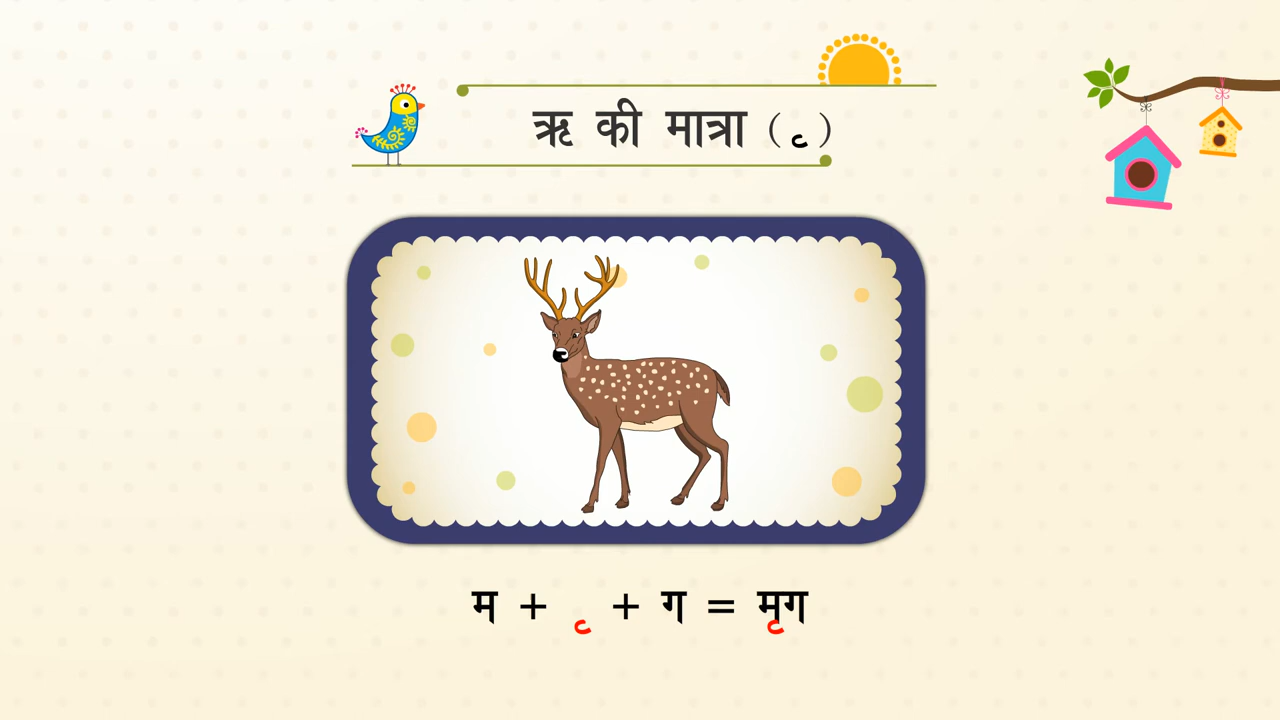 ऋ की मात्रा ( ृ )
म + ृ + ग = मृग